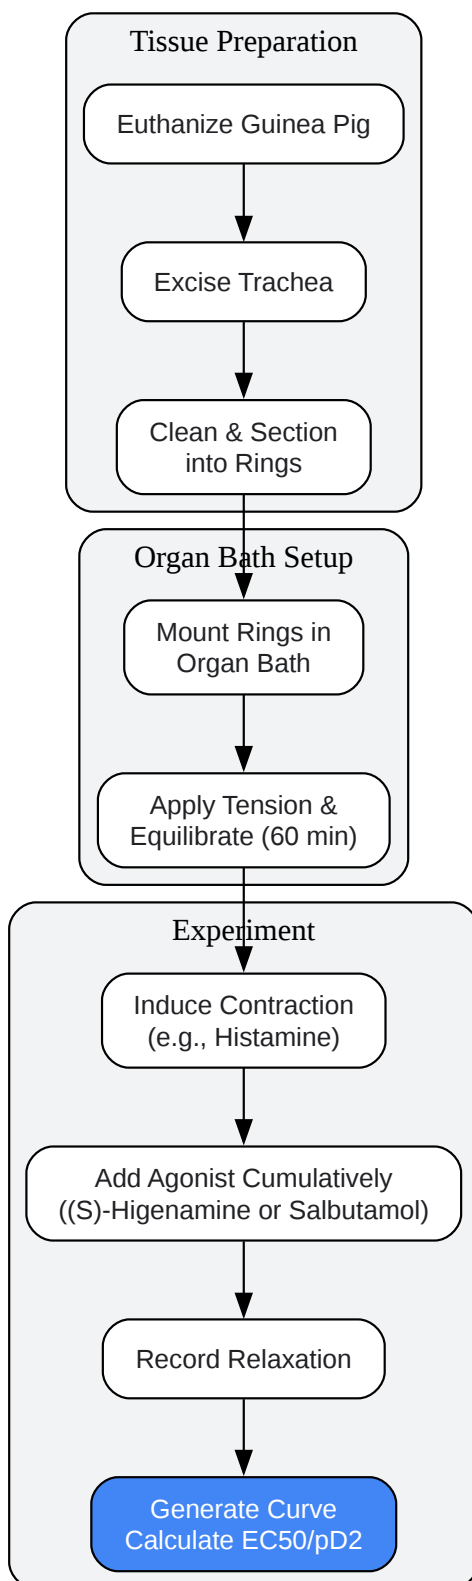 Tissue Preparation
Euthanize Guinea Pig
Excise Trachea
Clean & Section
into Rings
Organ Bath Setup
Mount Rings in
Organ Bath
Apply Tension &
Equilibrate (60 min)
Experiment
Induce Contraction
(e.g., Histamine)
Add Agonist Cumulatively
((S)-Higenamine or Salbutamol)
Record Relaxation
Generate Curve
Calculate EC50/pD2